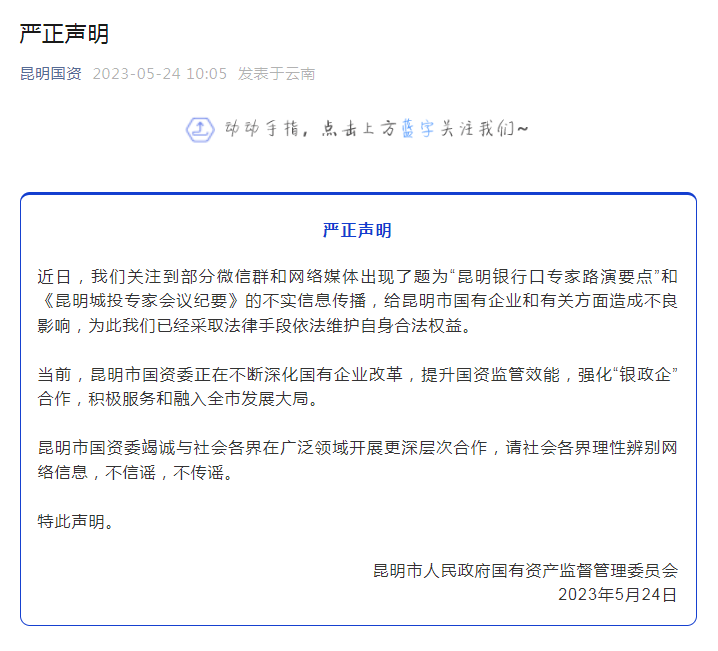 严正声明
昆明国资 2023-05-24 10:05 发表于云南
动动手指，点击上方蓝字关注我们~
严正声明
近日，我们关注到部分微信群和网络媒体出现了题为“昆明银行口专家路演要点”和
《昆明城投专家会议纪要》的不实信息传播，给昆明市国有企业和有关方面造成不良
影响，为此我们已经采取法律手段依法维护自身合法权益。
当前，昆明市国资委正在不断深化国有企业改革，提升国资监管效能，强化“银政企”
合作，积极服务和融入全市发展大局。
昆明市国资委竭诚与社会各界在广泛领域开展更深层次合作，请社会各界理性辨别网
络信息，不信谣，不传谣。
特此声明。
昆明市人民政府国有资产监督管理委员会
2023年5月24日